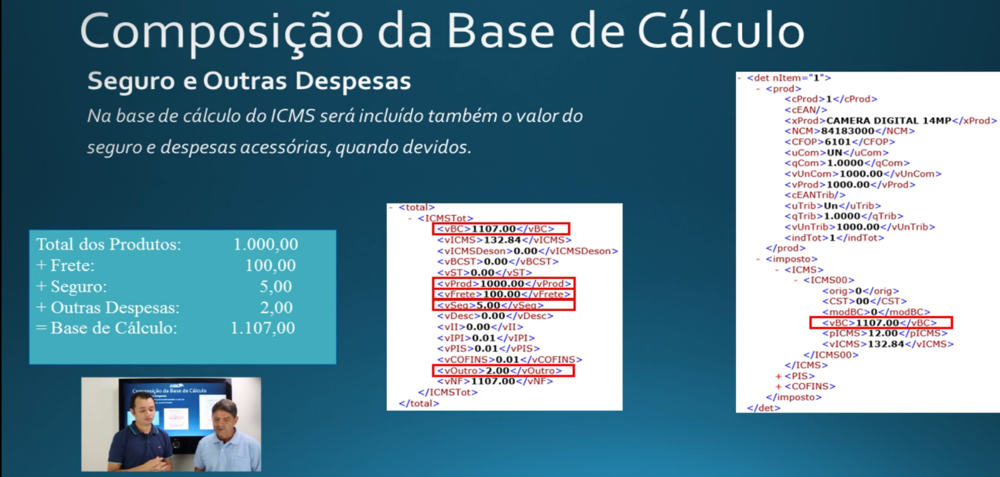 Composição da Base de Cálculo
Seguro e Outras Despesas
Na base de cálculo do ICMS será incluído também o valor do
seguro e despesas acessórias, quando devidos.
Total dos Produtos: 1.000,00
+ Frete: 100,00
+ Seguro: 5,00
+ Outras Despesas: 2,00
= Base de Cálculo: 1.107,00
- <total>
- <ICMSTot>
<vBC>1107.00</vBC>
<vICMS>132.84</vICMS>
<vICMSDeson>0.00</vICMSDeson>
<vBCST>0.00</vBCST>
<vST>0.00</vST>
<vProd>1000.00</vProd>
<vFrete>100.00</vFrete>
<vSeg>5.00</vSeg>
<vDesc>0.00</vDesc>
<vII>0.00</vII>
<vIPI>0.01</vIPI>
<vPIS>0.01</vPIS>
<vCOFINS>0.01</vCOFINS>
<vOutro>2.00</vOutro>
<vNF>1107.00</vNF>
</ICMSTot>
</total>
- <det nItem="1">
- <prod>
<cProd>1</cProd>
<cEAN/>
<xProd>CAMERA DIGITAL 14MP</xProd>
<NCM>84183000</NCM>
<CFOP>6101</CFOP>
<uCom>UN</uCom>
<qCom>1.0000</qCom>
<vUnCom>1000.00</vUnCom>
<vProd>1000.00</vProd>
<cEANTrib/>
<uTrib>Un</uTrib>
<qTrib>1.0000</qTrib>
<vUnTrib>1000.00</vUnTrib>
<indTot>1</indTot>
</prod>
- <imposto>
- <ICMS>
- <ICMS00>
<orig>0</orig>
<CST>00</CST>
<modBC>0</modBC>
<vBC>1107.00</vBC>
<pICMS>12.00</pICMS>
<vICMS>132.84</vICMS>
</ICMS00>
</ICMS>
+ <PIS>
+ <COFINS>
</imposto>
</det>
Composição da Base de Cálculo